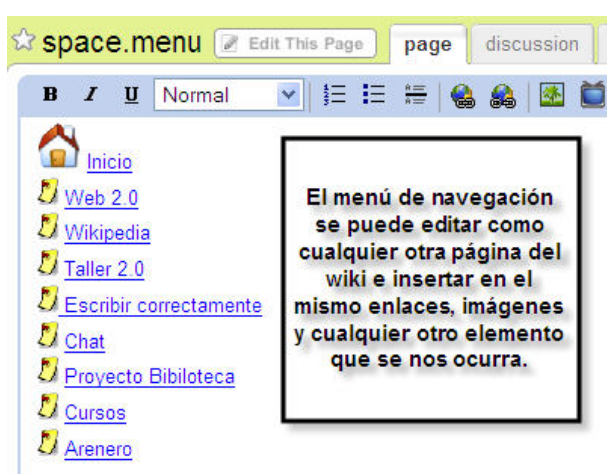 space.menu Edit This Page page discussion
B I U Normal
Inicio
Web 2.0
Wikipedia
Taller 2.0
Escribir correctamente
Chat
Proyecto Bibiloteca
Cursos
Arenero
El menú de navegación
se puede editar como
cualquier otra página del
wiki e insertar en el
mismo enlaces, imágenes
y cualquier otro elemento
que se nos ocurra.